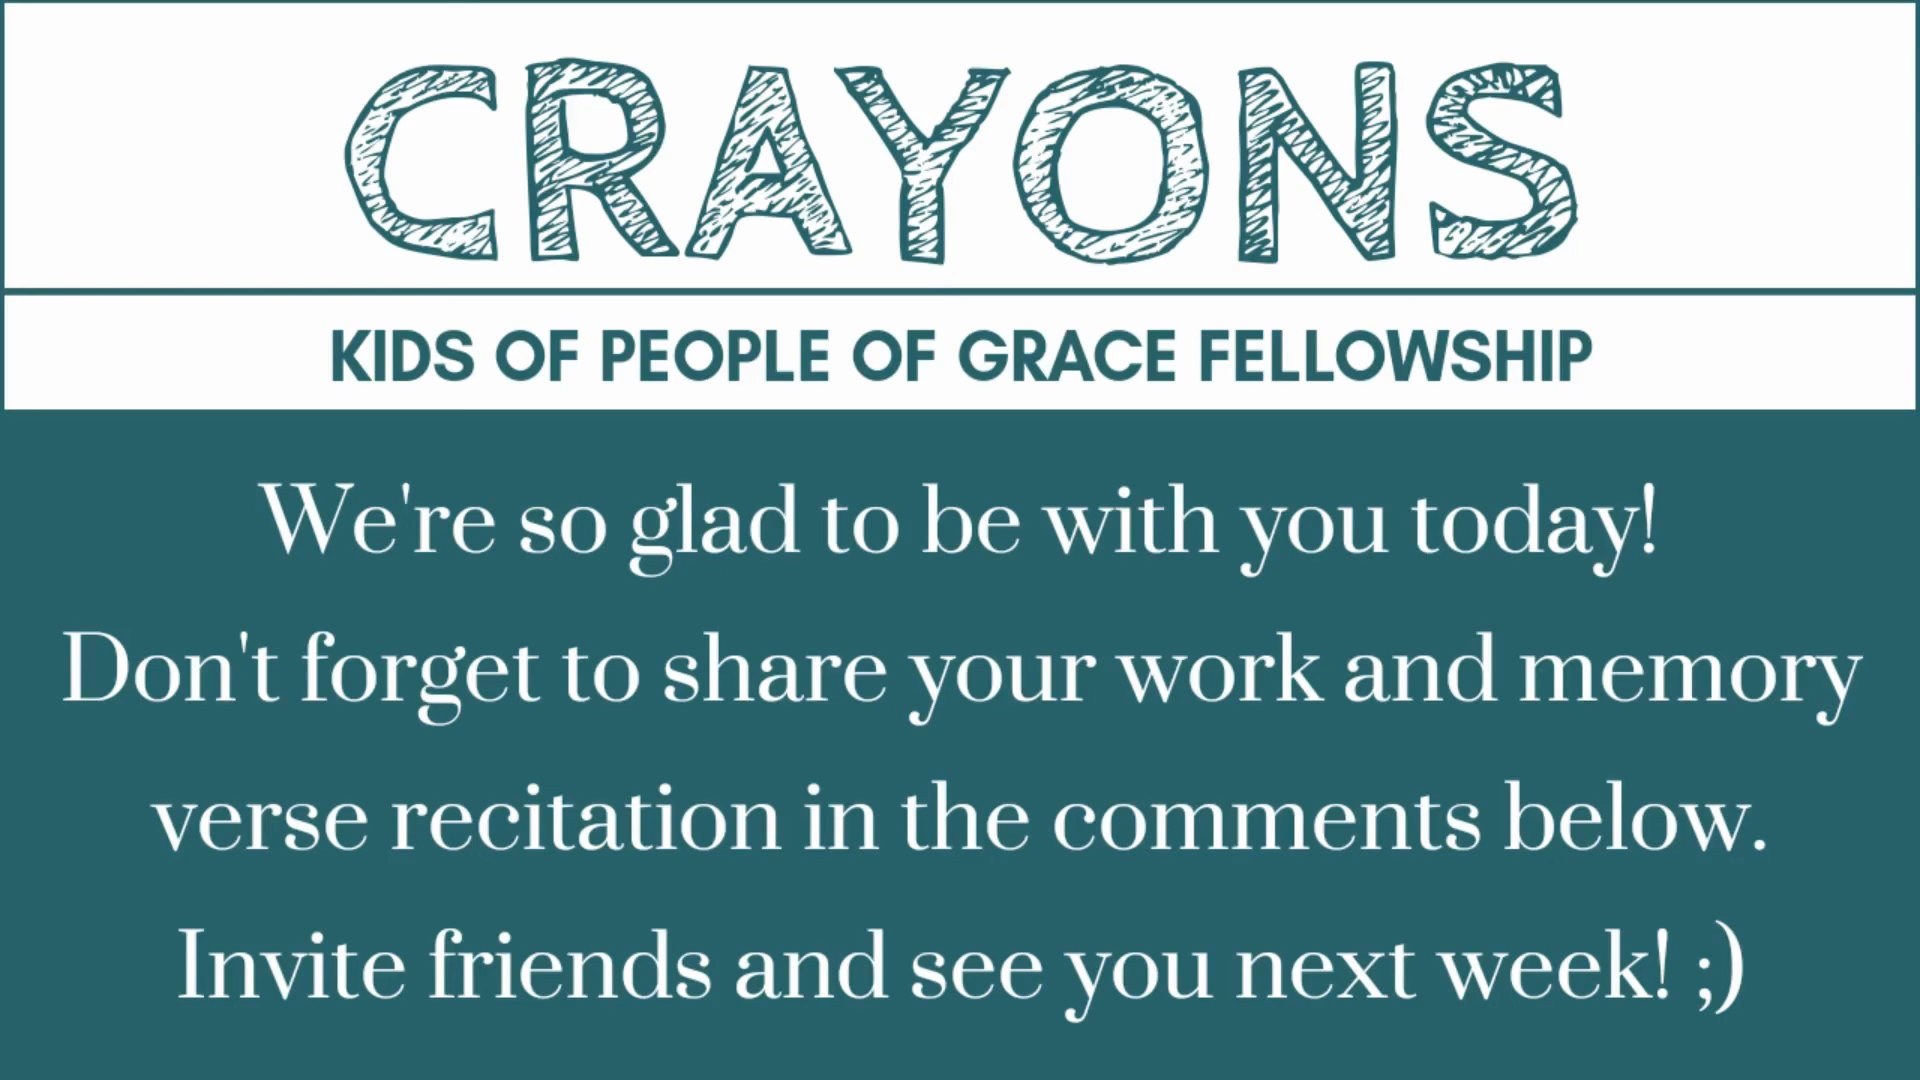 CRAYONS
KIDS OF PEOPLE OF GRACE FELLOWSHIP
We're so glad to be with you today!
Don't forget to share your work and memory
verse recitation in the comments below.
Invite friends and see you next week! ;)